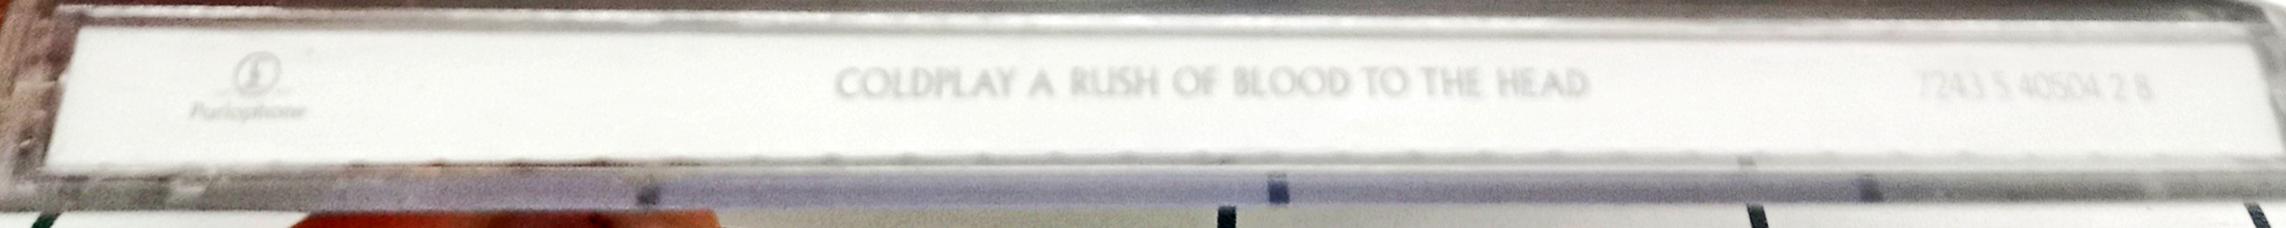 Parlophone
COLDPLAY A RUSH OF BLOOD TO THE HEAD
7243 5 40504 2 8